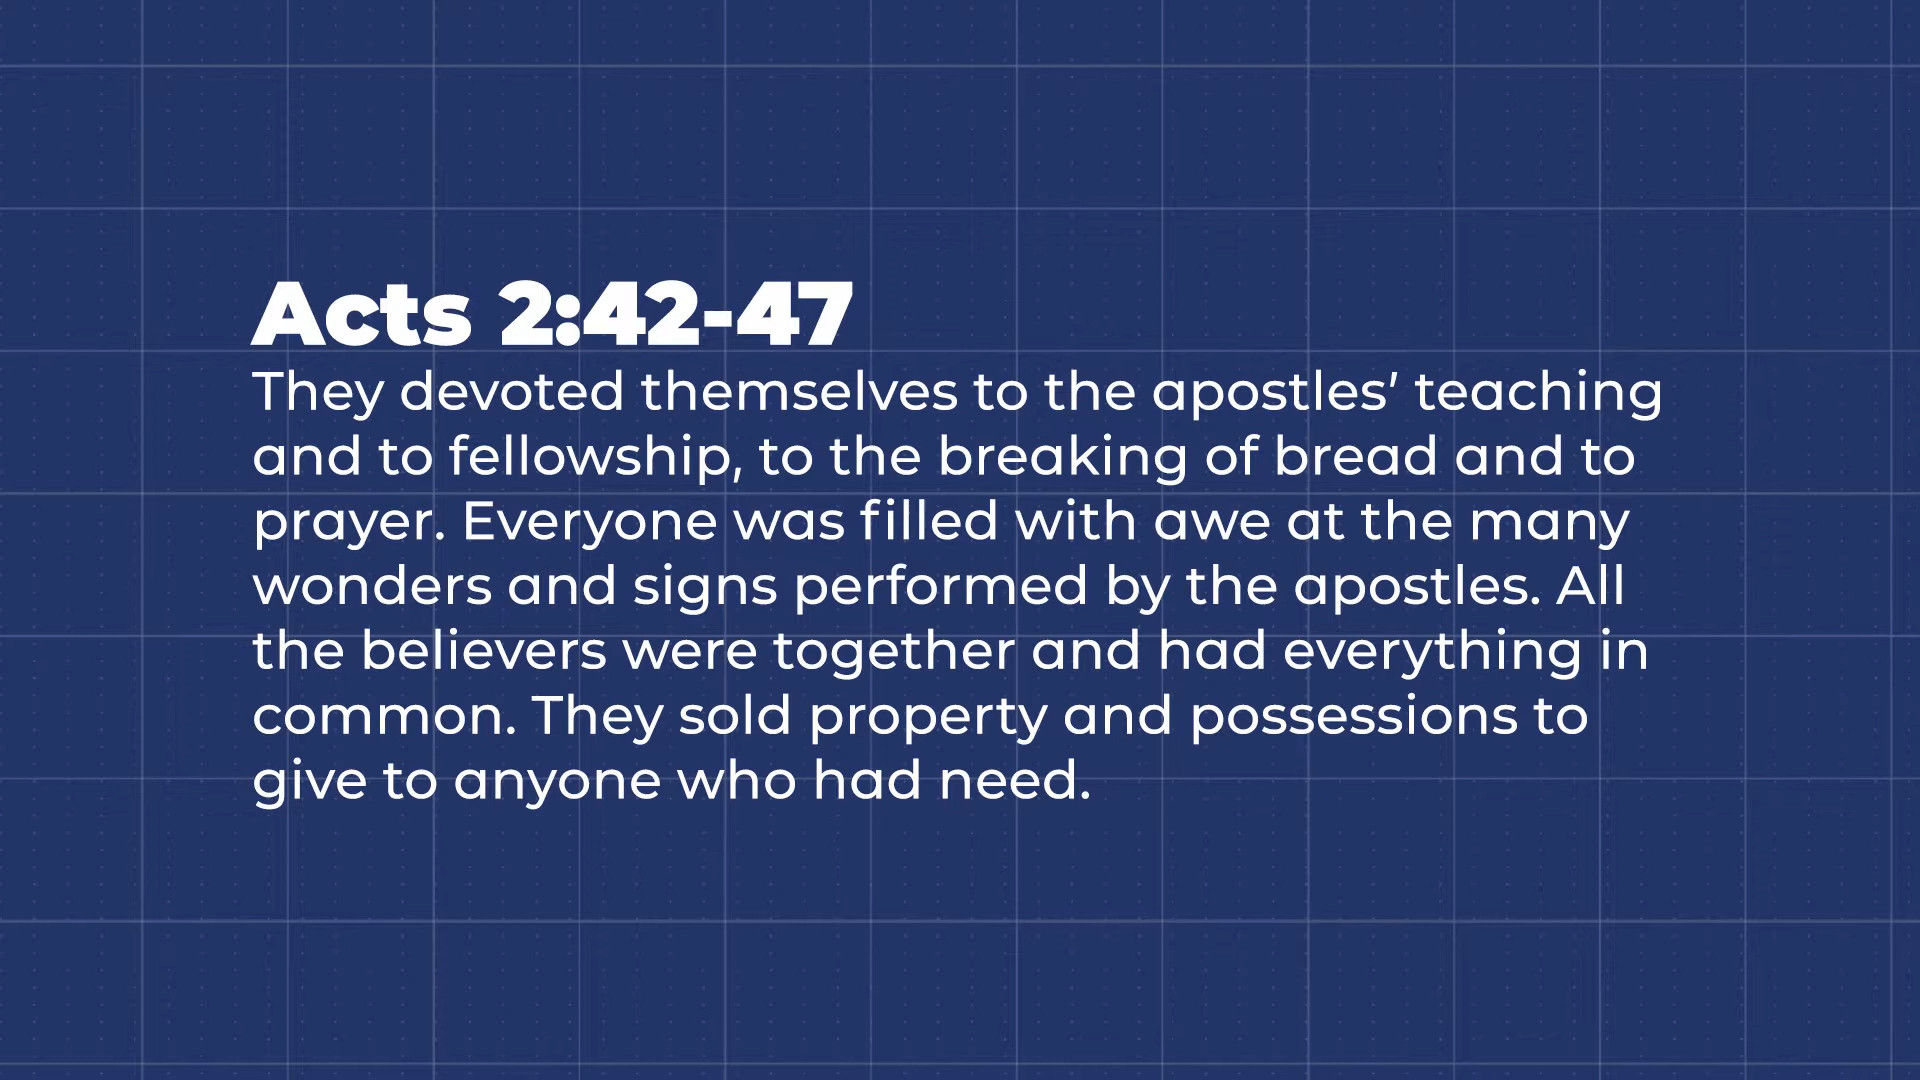 Acts 2:42-47
They devoted themselves to the apostles’ teaching
and to fellowship, to the breaking of bread and to
prayer. Everyone was filled with awe at the many
wonders and signs performed by the apostles. All
the believers were together and had everything in
common. They sold property and possessions to
give to anyone who had need.